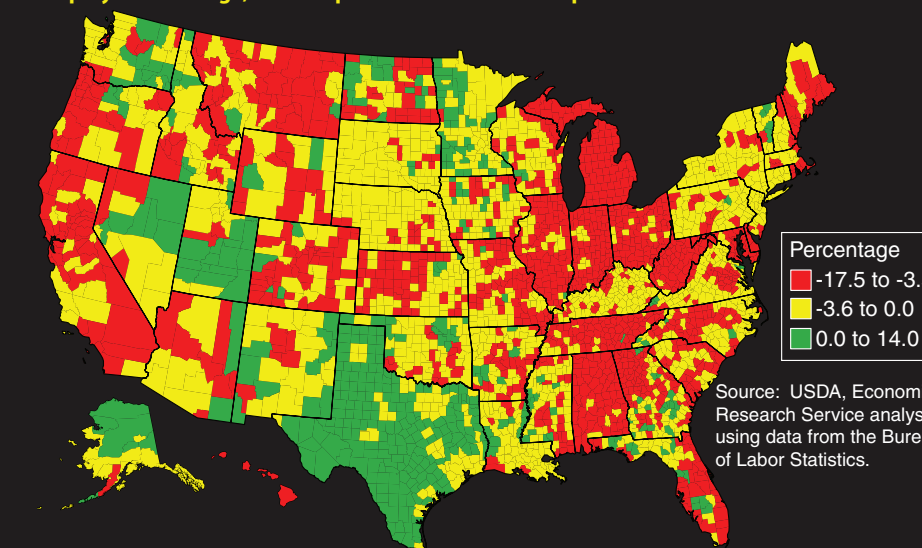 Percentage
-17.5 to -3.
-3.6 to 0.0
0.0 to 14.0
Source: USDA, Econom
Research Service analys
using data from the Bure
of Labor Statistics.